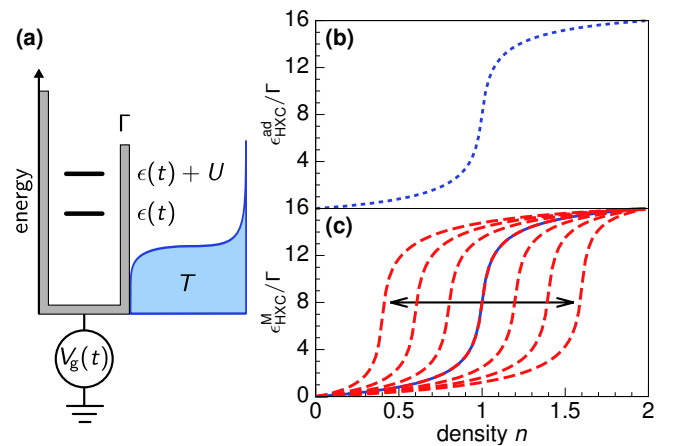 (a)
energy
Γ
ϵ(t) + U
ϵ(t)
T
V_g(t)
(b)
ϵ^ad_HXC/Γ
16
12
8
4
16
(c)
ϵ^M_HXC/Γ
12
8
4
0
0
0.5
1
1.5
2
density n